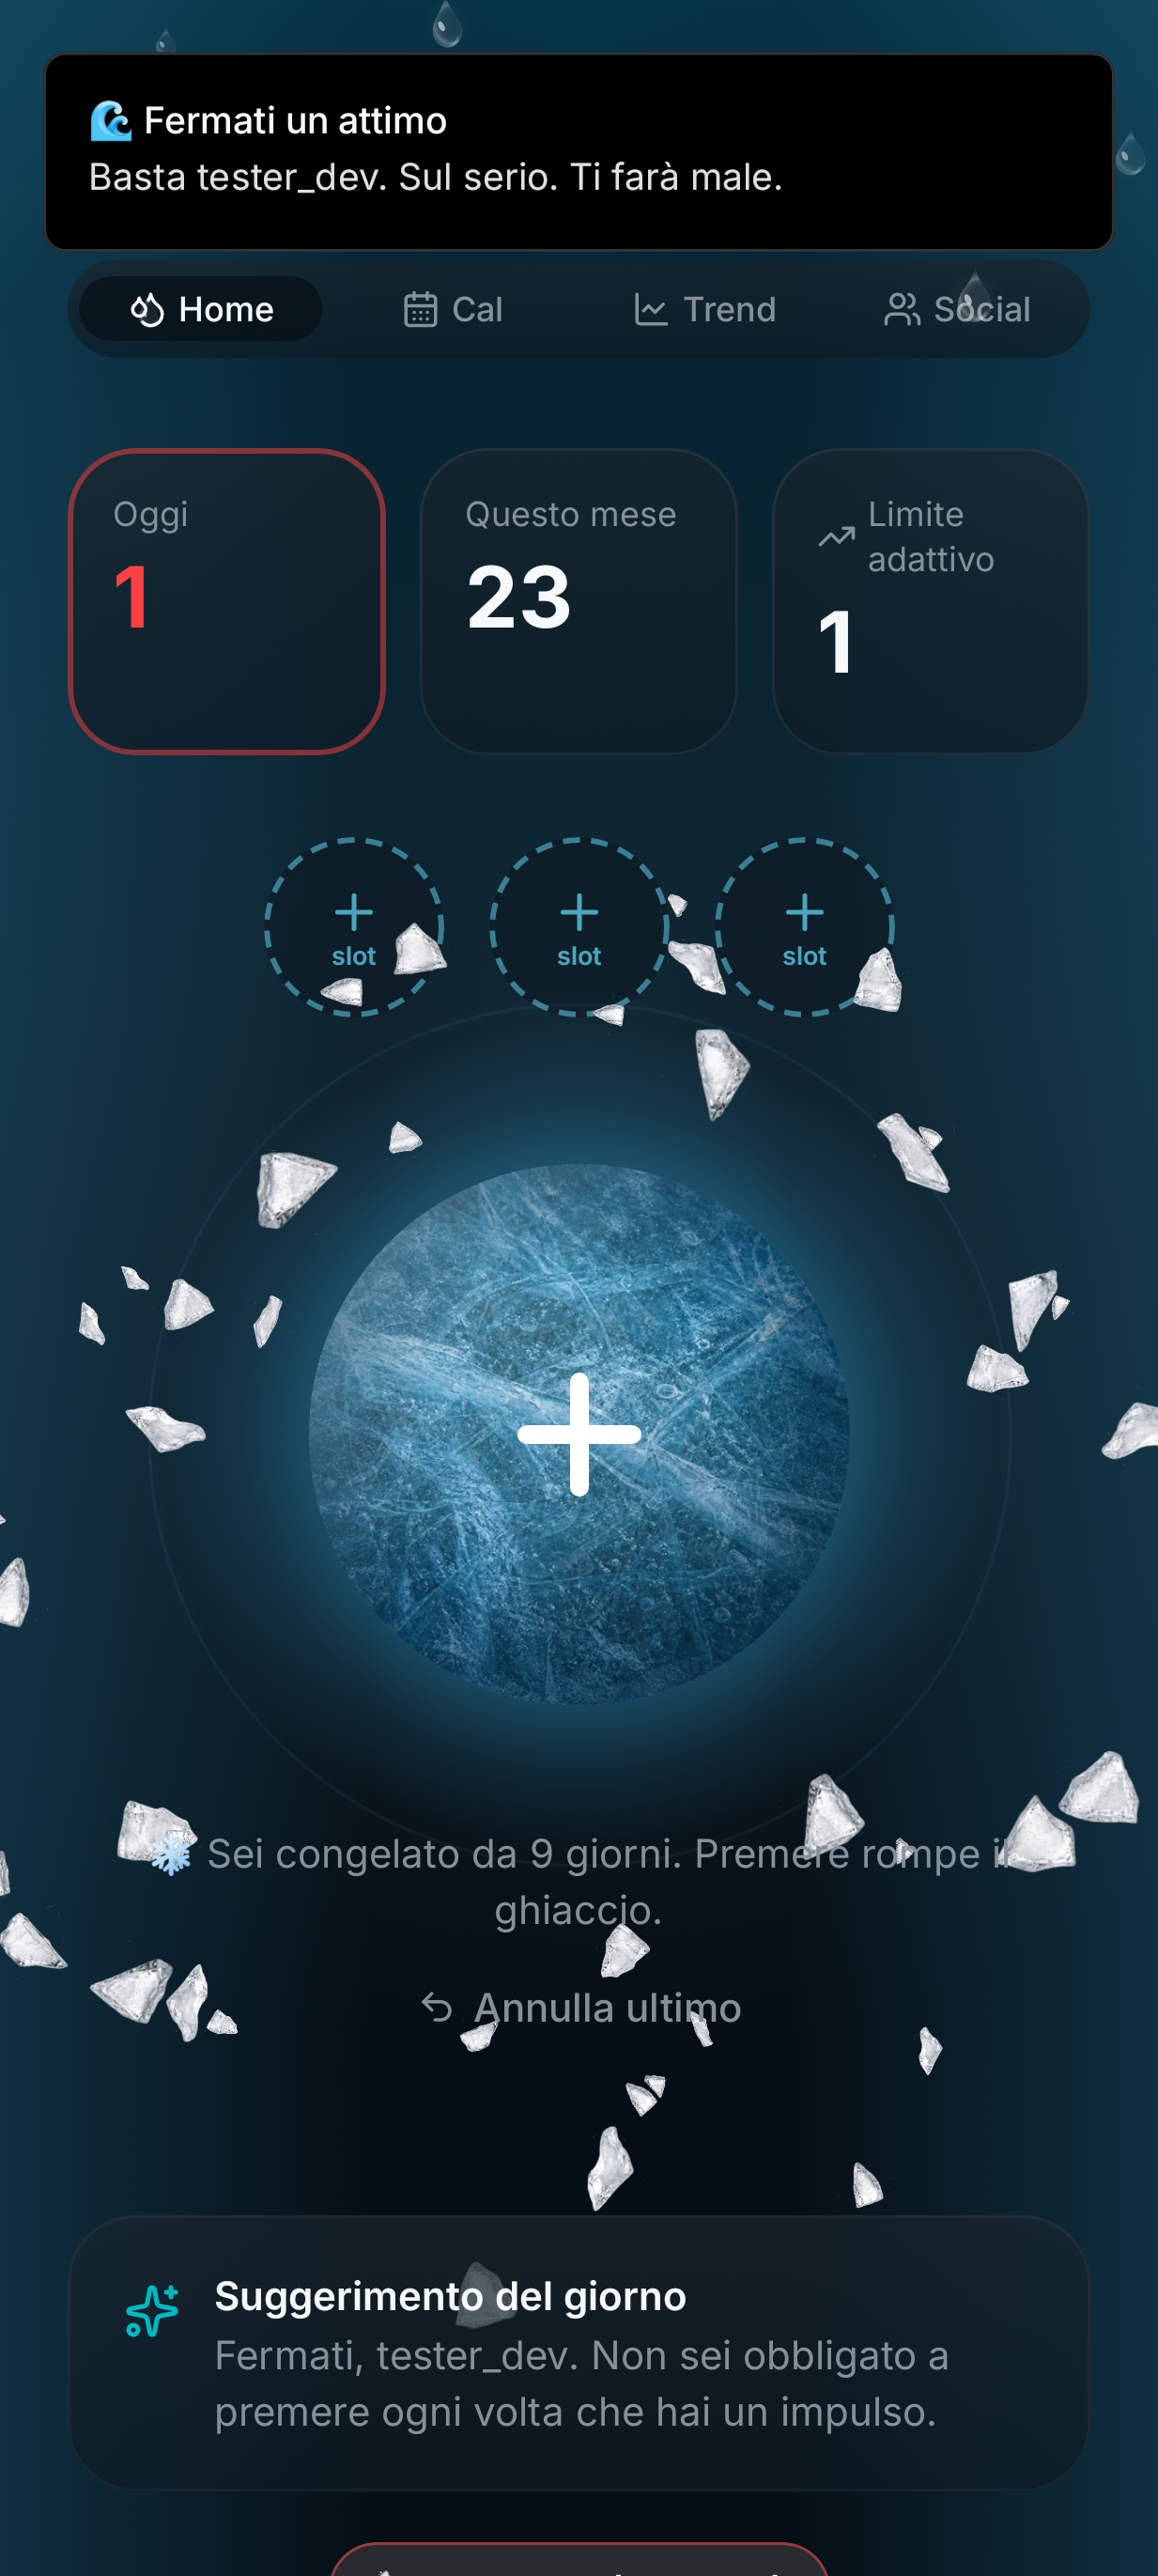 🌊 Fermati un attimo
Basta tester_dev. Sul serio. Ti farà male.
Home
Cal
Trend
Social
Oggi
1
Questo mese
23
Limite
adattivo
1
slot
slot
slot
❄️ Sei congelato da 9 giorni. Premere rompe il
ghiaccio.
Annulla ultimo
Suggerimento del giorno
Fermati, tester_dev. Non sei obbligato a
premere ogni volta che hai un impulso.